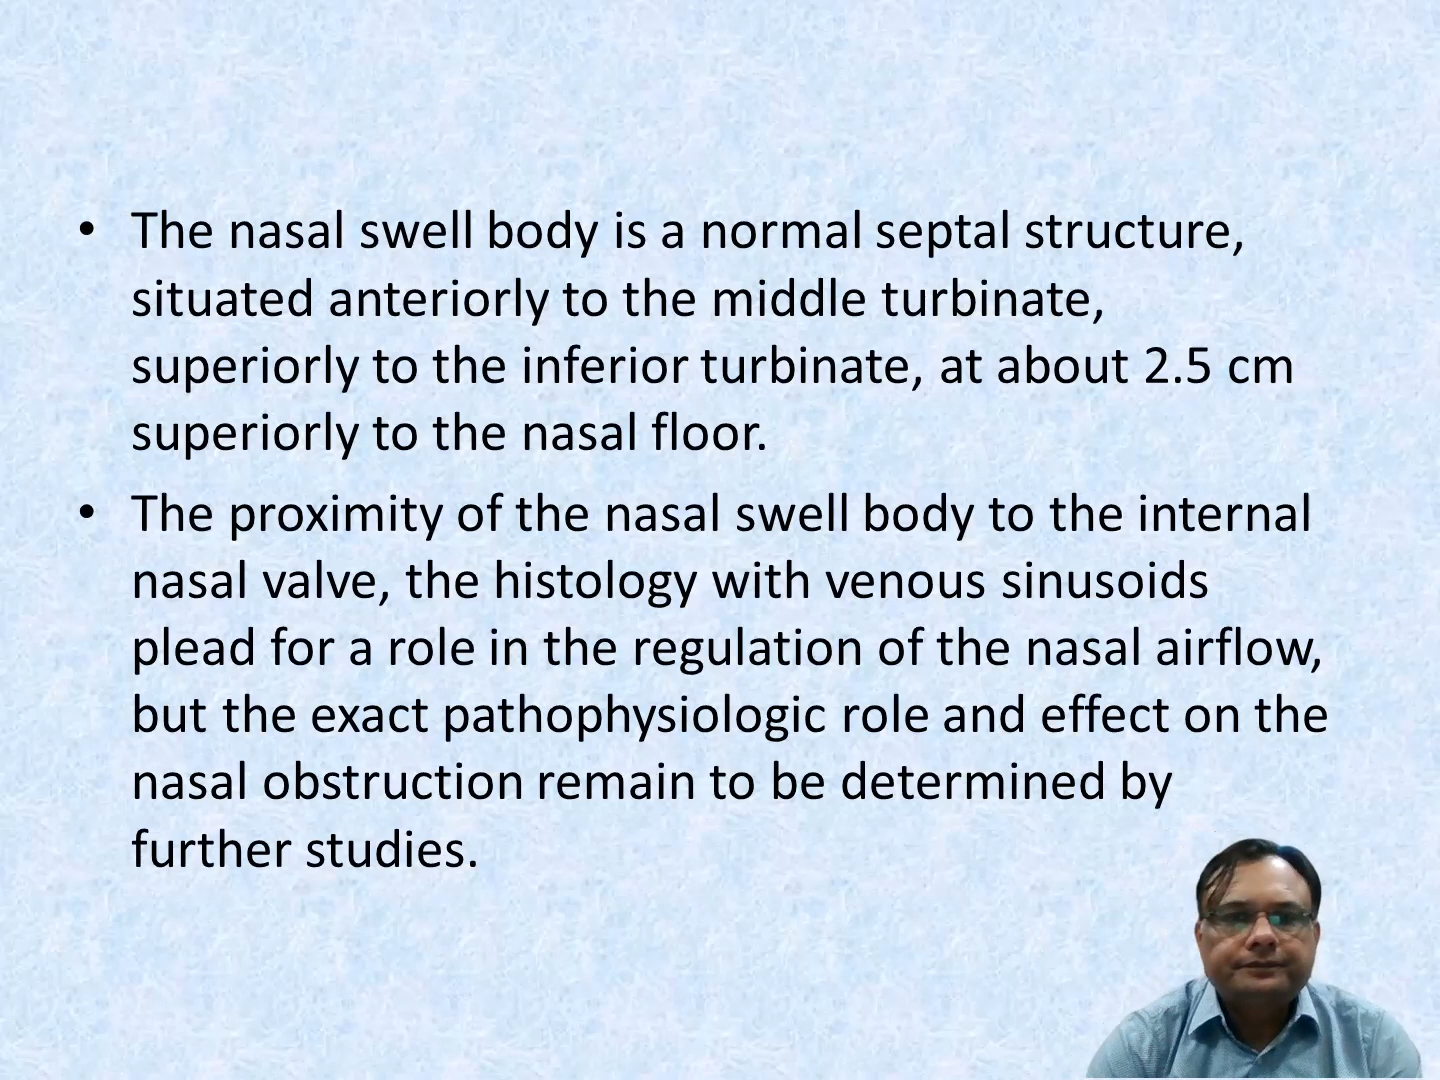 • The nasal swell body is a normal septal structure,
situated anteriorly to the middle turbinate,
superiorly to the inferior turbinate, at about 2.5 cm
superiorly to the nasal floor.
• The proximity of the nasal swell body to the internal
nasal valve, the histology with venous sinusoids
plead for a role in the regulation of the nasal airflow,
but the exact pathophysiologic role and effect on the
nasal obstruction remain to be determined by
further studies.